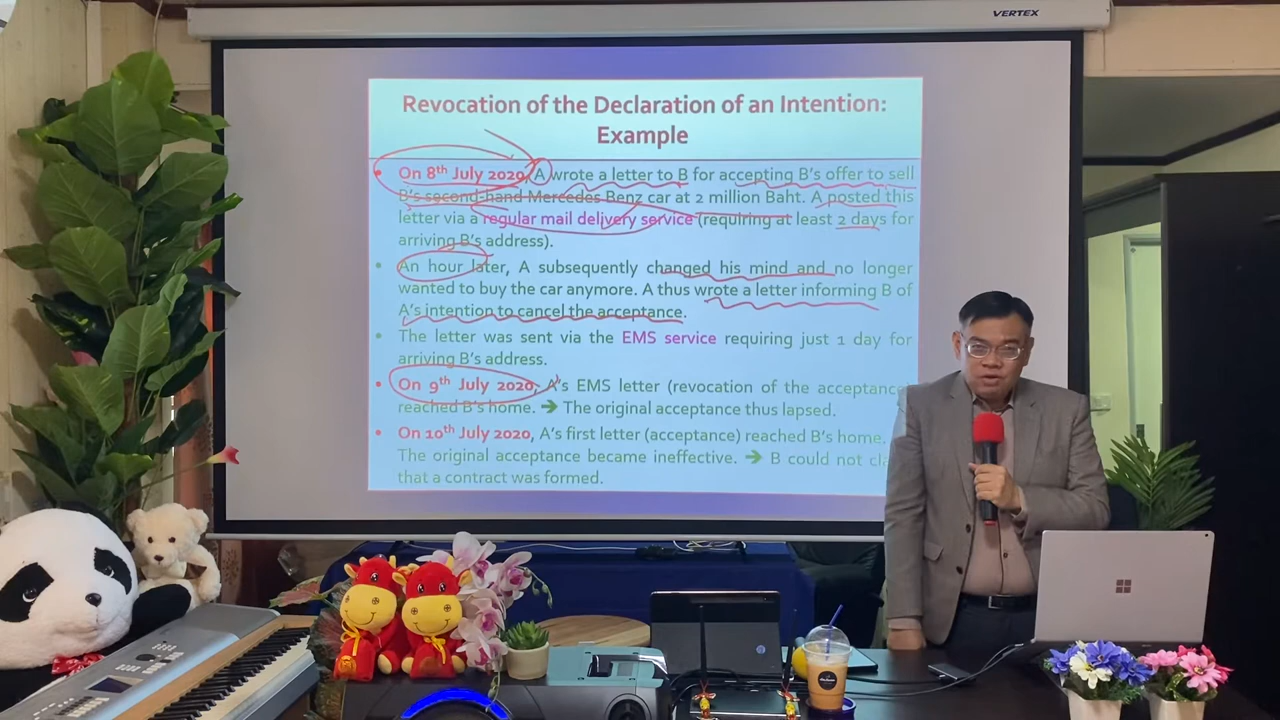 VERTEX
Revocation of the Declaration of an Intention:
Example
• On 8th July 2020, A wrote a letter to B for accepting B's offer to sell
B's second-hand Mercedes Benz car at 2 million Baht. A posted this
letter via a regular mail delivery service (requiring at least 2 days for
arriving B's address).
• An hour later, A subsequently changed his mind and no longer
wanted to buy the car anymore. A thus wrote a letter informing B of
A's intention to cancel the acceptance.
• The letter was sent via the EMS service requiring just 1 day for
arriving B's address.
• On 9th July 2020, A's EMS letter (revocation of the acceptance
reached B's home. ➔ The original acceptance thus lapsed.
• On 10th July 2020, A's first letter (acceptance) reached B's home.
The original acceptance became ineffective. ➔ B could not
that a contract was formed.